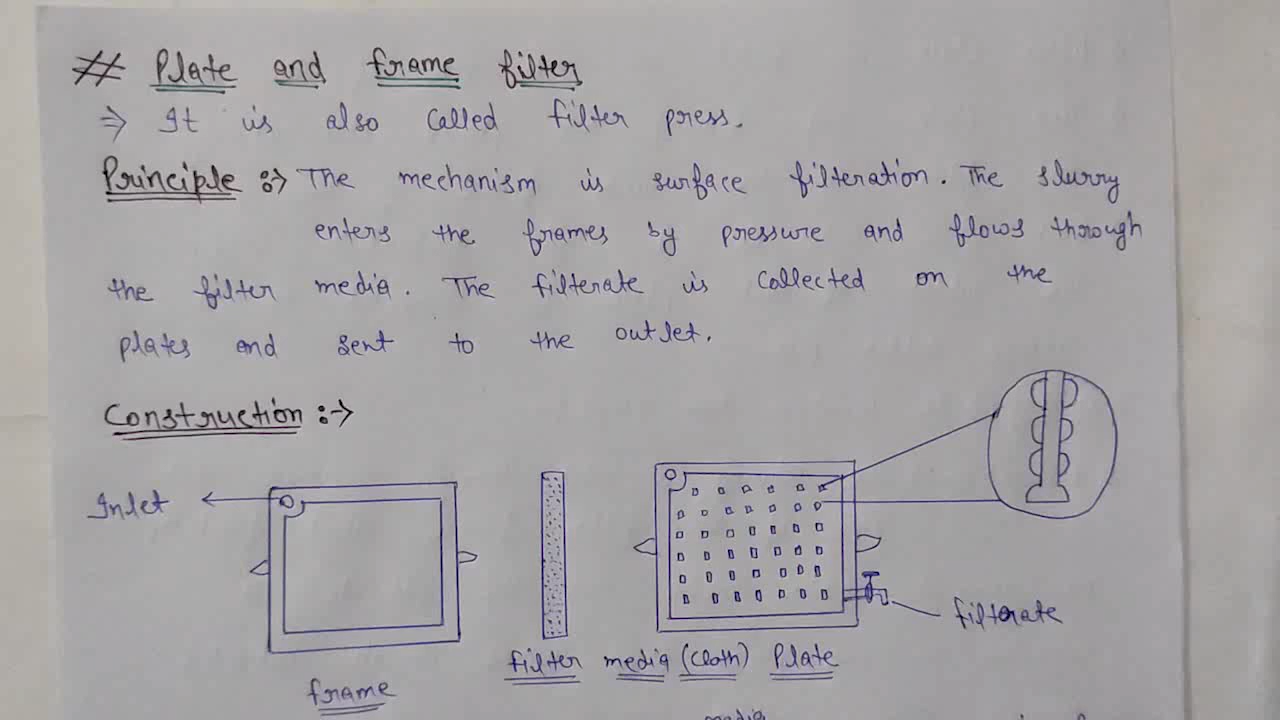 # Plate and frame filter
⇒ It is also called filter press.
Principle :→ The mechanism is surface filteration. The slurry
enters the frames by pressure and flows through
the filter media. The filterate is collected on the
plates and sent to the outlet.
Construction :→
Inlet
filterate
filter media (cloth) Plate
frame
media